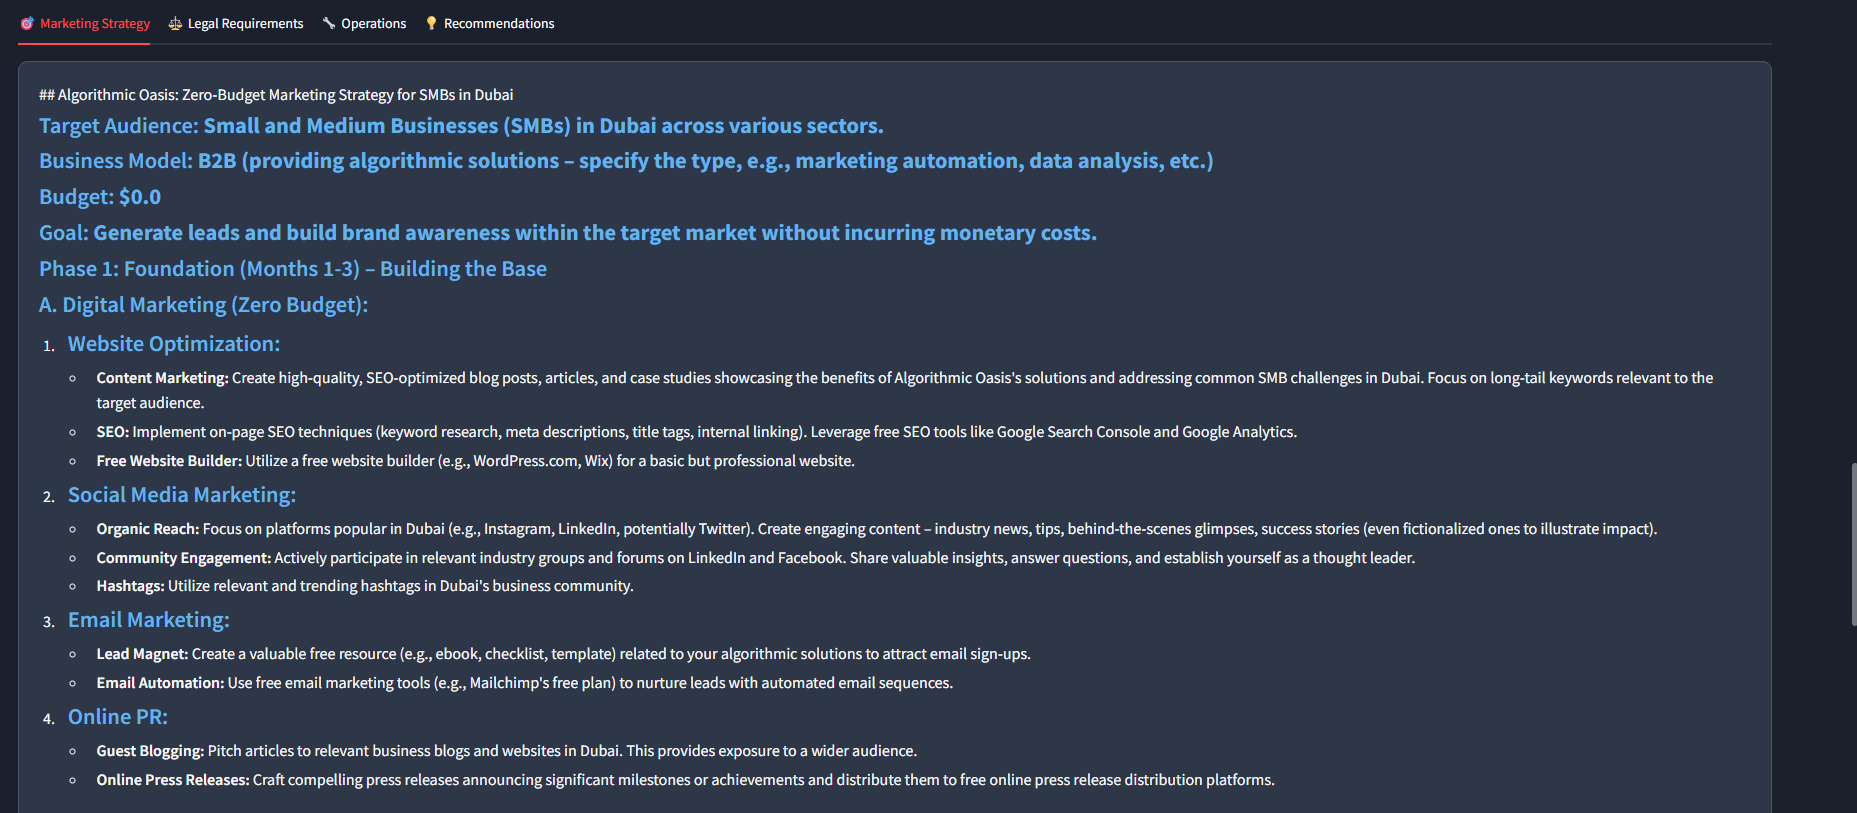 🎯 Marketing Strategy ⚖️ Legal Requirements 🔧 Operations 💡 Recommendations
## Algorithmic Oasis: Zero-Budget Marketing Strategy for SMBs in Dubai
Target Audience: Small and Medium Businesses (SMBs) in Dubai across various sectors.
Business Model: B2B (providing algorithmic solutions – specify the type, e.g., marketing automation, data analysis, etc.)
Budget: $0.0
Goal: Generate leads and build brand awareness within the target market without incurring monetary costs.
Phase 1: Foundation (Months 1-3) – Building the Base
A. Digital Marketing (Zero Budget):
1. Website Optimization:
◦ Content Marketing: Create high-quality, SEO-optimized blog posts, articles, and case studies showcasing the benefits of Algorithmic Oasis's solutions and addressing common SMB challenges in Dubai. Focus on long-tail keywords relevant to the
target audience.
◦ SEO: Implement on-page SEO techniques (keyword research, meta descriptions, title tags, internal linking). Leverage free SEO tools like Google Search Console and Google Analytics.
◦ Free Website Builder: Utilize a free website builder (e.g., WordPress.com, Wix) for a basic but professional website.
2. Social Media Marketing:
◦ Organic Reach: Focus on platforms popular in Dubai (e.g., Instagram, LinkedIn, potentially Twitter). Create engaging content – industry news, tips, behind-the-scenes glimpses, success stories (even fictionalized ones to illustrate impact).
◦ Community Engagement: Actively participate in relevant industry groups and forums on LinkedIn and Facebook. Share valuable insights, answer questions, and establish yourself as a thought leader.
◦ Hashtags: Utilize relevant and trending hashtags in Dubai's business community.
3. Email Marketing:
◦ Lead Magnet: Create a valuable free resource (e.g., ebook, checklist, template) related to your algorithmic solutions to attract email sign-ups.
◦ Email Automation: Use free email marketing tools (e.g., Mailchimp's free plan) to nurture leads with automated email sequences.
4. Online PR:
◦ Guest Blogging: Pitch articles to relevant business blogs and websites in Dubai. This provides exposure to a wider audience.
◦ Online Press Releases: Craft compelling press releases announcing significant milestones or achievements and distribute them to free online press release distribution platforms.